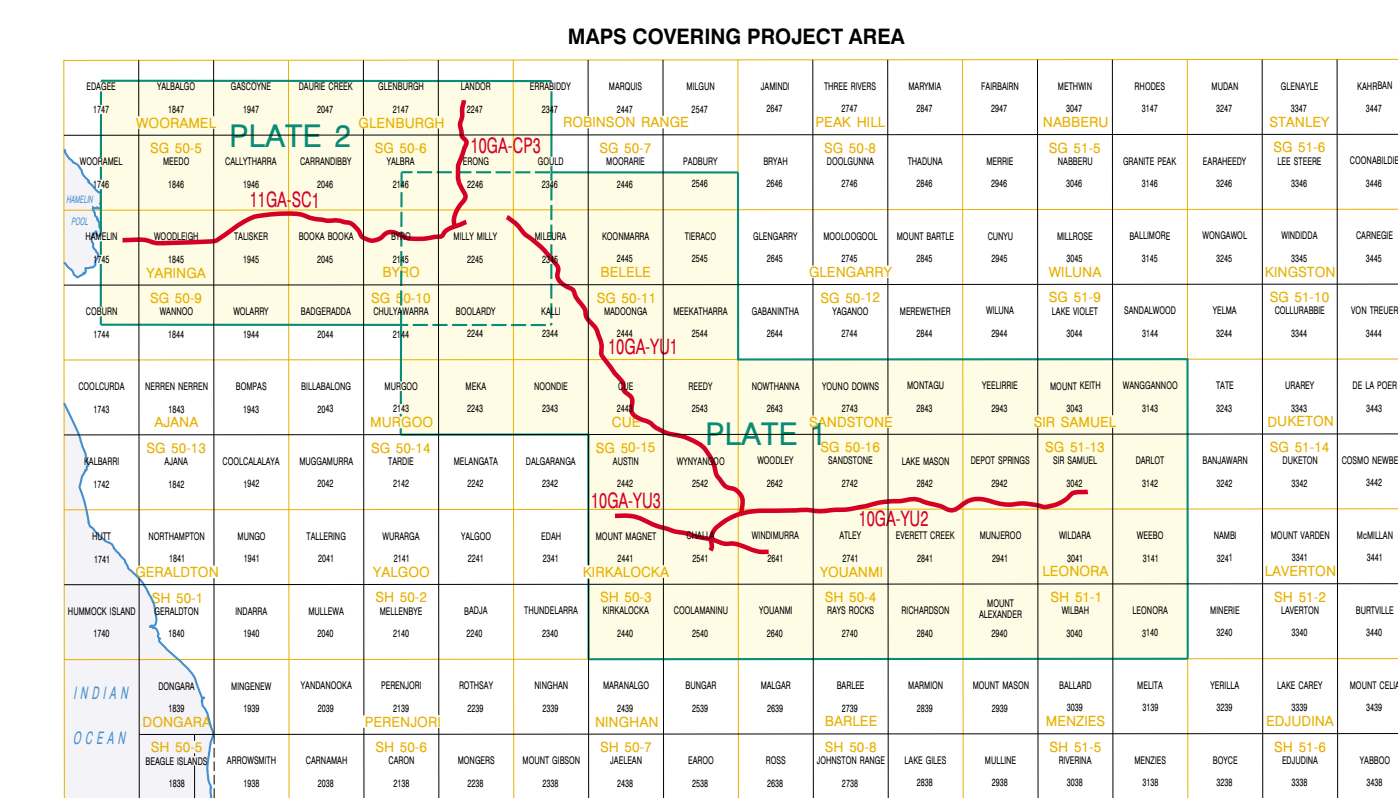 MAPS COVERING PROJECT AREA
EDAGEE YALBALGO GASCOYNE DAURIE CREEK GLENBURGH LANDOR ERRABIDDY MARQUIS MILGUN JAMINDI THREE RIVERS MARYMIA FAIRBAIRN METHWIN RHODES MUDAN GLENAYLE KAHRBAN
1747 1847 1947 2047 2147 2247 2347 2447 2547 2647 2747 2847 2947 3047 3147 3247 3347 3447
WOORAMEL GLENBURGH ROBINSON RANGE PEAK HILL NABBERU STANLEY
PLATE 2
10GA-CP3
SG 50-5 SG 50-6 SG 50-7 SG 50-8 SG 51-5 SG 51-6
WOORAMEL MEEDO CALLYTHARRA CARRANDIBBY YALBRA ERONG GOULD MOORARIE PADBURY BRYAH DOOLGUNNA THADUNA MERRIE NABBERU GRANITE PEAK EARAHEEDY LEE STEERE COONABILDIE
1746 1846 1946 2046 2146 2246 2346 2446 2546 2646 2746 2846 2946 3046 3146 3246 3346 3446
HAMELIN
POOL
11GA-SC1
HAMELIN WOODLEIGH TALISKER BOOKA BOOKA BYRO MILLY MILLY MILEURA KOONMARRA TIERACO GLENGARRY MOOLOOGOOL MOUNT BARTLE CUNYU MILLROSE BALLIMORE WONGAWOL WINDIDDA CARNEGIE
1745 1845 1945 2045 2145 2245 2345 2445 2545 2645 2745 2845 2945 3045 3145 3245 3345 3445
YARINGA BYRO BELELE GLENGARRY WILUNA KINGSTON
SG 50-9 SG 50-10 SG 50-11 SG 50-12 SG 51-9 SG 51-10
COBURN WANNOO WOLARRY BADGERADDA CHULYAWARRA BOOLARDY KALLI MADOONGA MEEKATHARRA GABANINTHA YAGANOO MEREWETHER WILUNA LAKE VIOLET SANDALWOOD YELMA COLLURABBIE VON TREUER
1744 1844 1944 2044 2144 2244 2344 2444 2544 2644 2744 2844 2944 3044 3144 3244 3344 3444
10GA-YU1
COOLCURDA NERREN NERREN BOMPAS BILLABALONG MURGOO MEKA NOONDIE CUE REEDY NOWTHANNA YOUNO DOWNS MONTAGU YEELIRRIE MOUNT KEITH WANGGANNOO TATE URAREY DE LA POER
1743 1843 1943 2043 2143 2243 2343 2443 2543 2643 2743 2843 2943 3043 3143 3243 3343 3443
AJANA MURGOO CUE SANDSTONE SIR SAMUEL DUKETON
PLATE 1
SG 50-13 SG 50-14 SG 50-15 SG 50-16 SG 51-13 SG 51-14
KALBARRI AJANA COOLCALALAYA MUGGAMURRA TARDIE MELANGATA DALGARANGA AUSTIN WYNYANGOO WOODLEY SANDSTONE LAKE MASON DEPOT SPRINGS SIR SAMUEL DARLOT BANJAWARN DUKETON COSMO NEWBE
1742 1842 1942 2042 2142 2242 2342 2442 2542 2642 2742 2842 2942 3042 3142 3242 3342 3442
10GA-YU3
10GA-YU2
HUTT NORTHAMPTON MUNGO TALLERING WURARGA YALGOO EDAH MOUNT MAGNET CHALLA WINDIMURRA ATLEY EVERETT CREEK MUNJEROO WILDARA WEEBO NAMBI MOUNT VARDEN McMILLAN
1741 1841 1941 2041 2141 2241 2341 2441 2541 2641 2741 2841 2941 3041 3141 3241 3341 3441
GERALDTON YALGOO KIRKALOCKA YOUANMI LEONORA LAVERTON
SH 50-1 SH 50-2 SH 50-3 SH 50-4 SH 51-1 SH 51-2
HUMMOCK ISLAND GERALDTON INDARRA MULLEWA MELLENBYE BADJA THUNDELARRA KIRKALOCKA COOLAMANINU YOUANMI RAYS ROCKS RICHARDSON MOUNT ALEXANDER WILBAH LEONORA MINERIE LAVERTON BURTVILLE
1740 1840 1940 2040 2140 2240 2340 2440 2540 2640 2740 2840 2940 3040 3140 3240 3340 3440
INDIAN
DONGARA MINGENEW YANDANOOKA PERENJORI ROTHSAY NINGHAN MARANALGO BUNGAR MALGAR BARLEE MARMION MOUNT MASON BALLARD MELITA YERILLA LAKE CAREY MOUNT CELIA
1839 1939 2039 2139 2239 2339 2439 2539 2639 2739 2839 2939 3039 3139 3239 3339 3439
DONGARA PERENJORI NINGHAN BARLEE MENZIES EDJUDINA
OCEAN
SH 50-5 SH 50-6 SH 50-7 SH 50-8 SH 51-5 SH 51-6
BEAGLE ISLANDS ARROWSMITH CARNAMAH CARON MONGERS MOUNT GIBSON JAELEAN EAROO ROSS JOHNSTON RANGE LAKE GILES MULLINE RIVERINA MENZIES BOYCE EDJUDINA YABBOO
1838 1938 2038 2138 2238 2338 2438 2538 2638 2738 2838 2938 3038 3138 3238 3338 3438